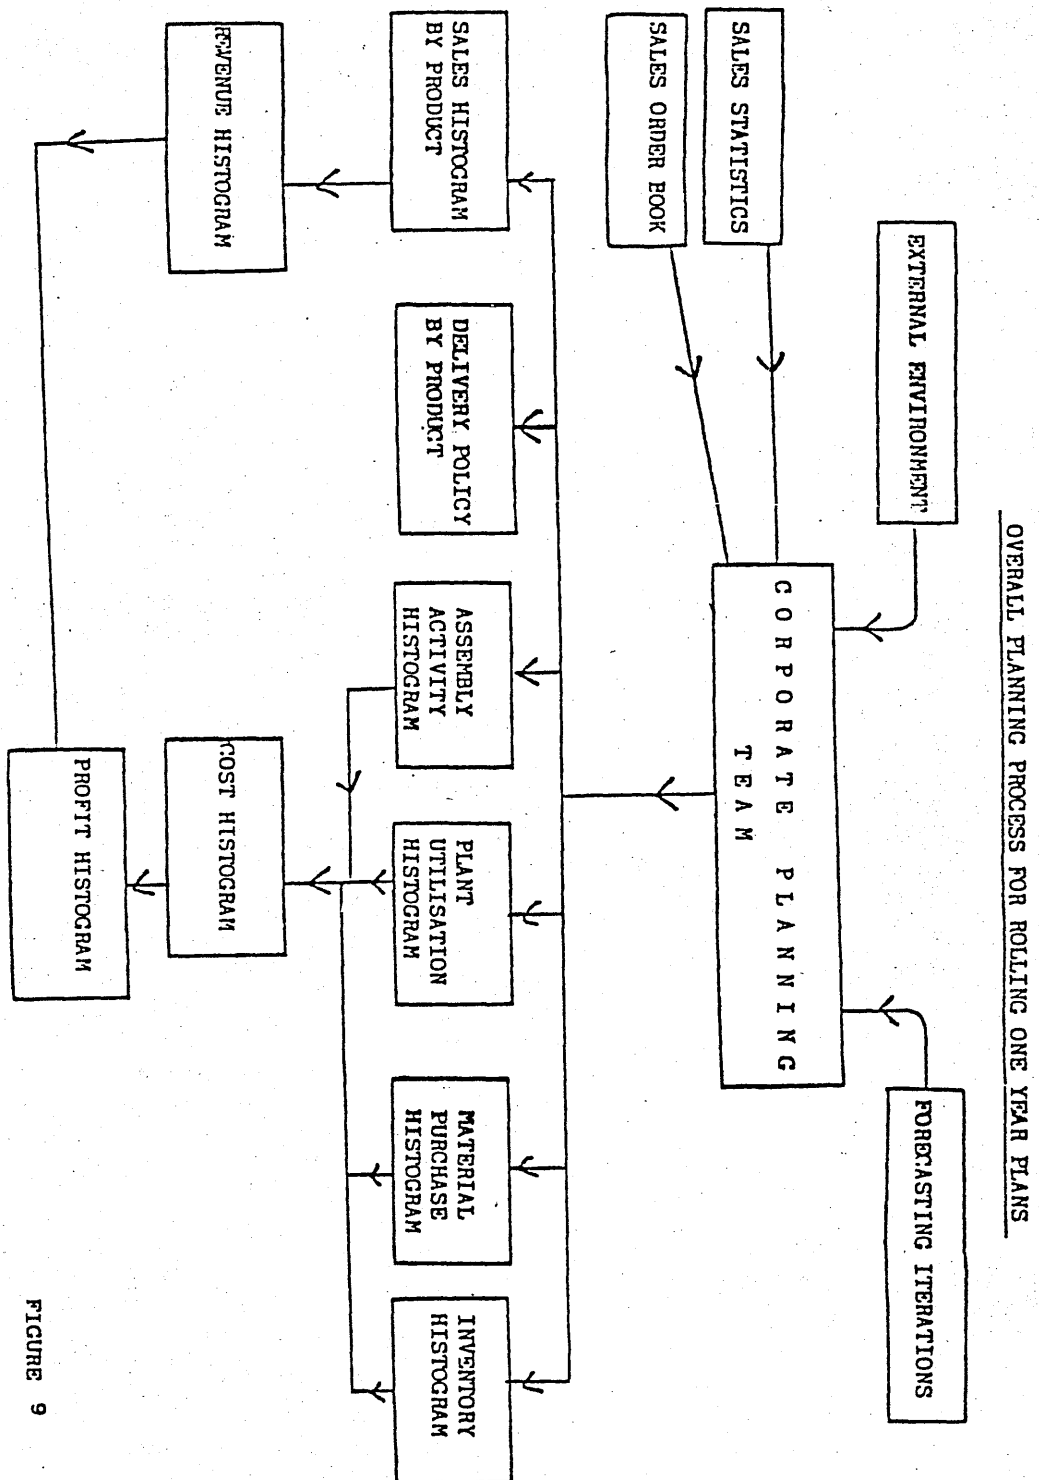 OVERALL PLANNING PROCESS FOR ROLLING ONE YEAR PLANS
EXTERNAL ENVIRONMENT
FORECASTING ITERATIONS
SALES STATISTICS
SALES ORDER BOOK
CORPORATE PLANNING
TEAM
SALES HISTOGRAM
BY PRODUCT
DELIVERY POLICY
BY PRODUCT
ASSEMBLY
ACTIVITY
HISTOGRAM
PLANT
UTILISATION
HISTOGRAM
MATERIAL
PURCHASE
HISTOGRAM
INVENTORY
HISTOGRAM
REVENUE HISTOGRAM
COST HISTOGRAM
PROFIT HISTOGRAM
FIGURE 9